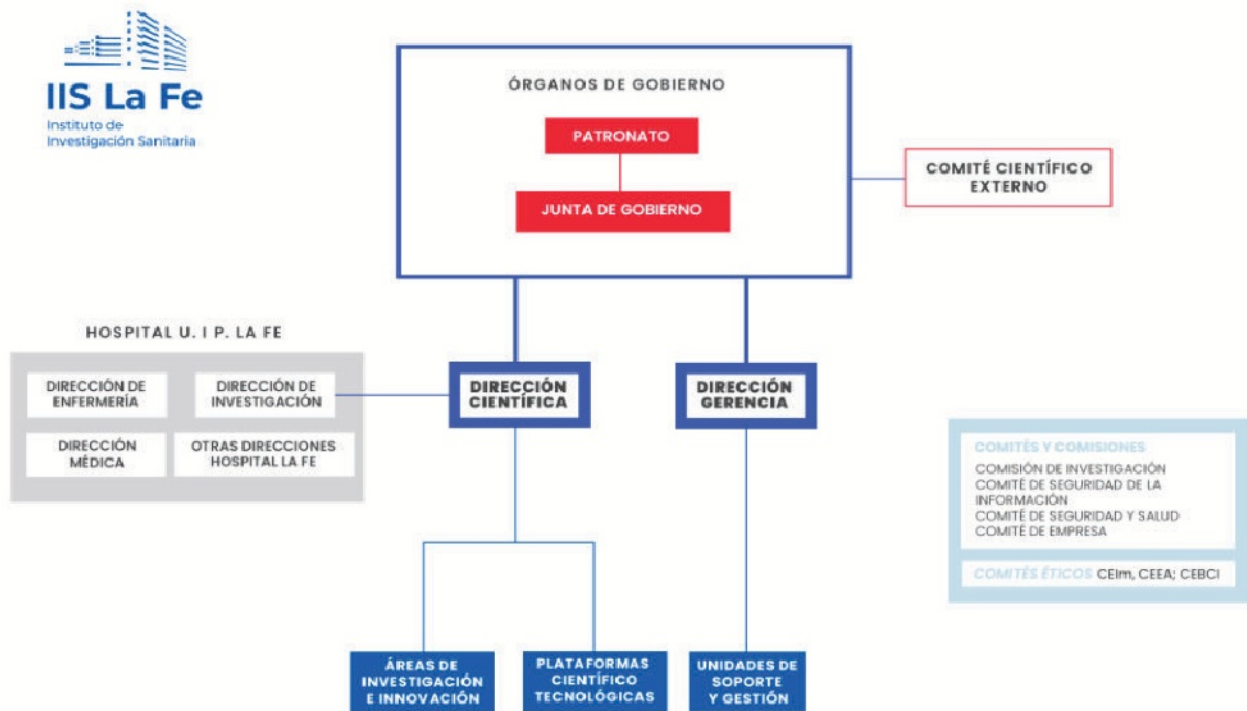 IIS La Fe
Instituto de
Investigación Sanitaria
ÓRGANOS DE GOBIERNO
PATRONATO
JUNTA DE GOBIERNO
COMITÉ CIENTÍFICO
EXTERNO
HOSPITAL U. I P. LA FE
DIRECCIÓN DE
ENFERMERÍA
DIRECCIÓN DE
INVESTIGACIÓN
DIRECCIÓN
MÉDICA
OTRAS DIRECCIONES
HOSPITAL LA FE
DIRECCIÓN
CIENTÍFICA
DIRECCIÓN
GERENCIA
COMITÉS Y COMISIONES
COMISIÓN DE INVESTIGACIÓN
COMITÉ DE SEGURIDAD DE LA
INFORMACIÓN
COMITÉ DE SEGURIDAD Y SALUD
COMITÉ DE EMPRESA
COMITÉS ÉTICOS CEIm, CEEA; CEBCI
ÁREAS DE
INVESTIGACIÓN
E INNOVACIÓN
PLATAFORMAS
CIENTÍFICO
TECNOLÓGICAS
UNIDADES DE
SOPORTE
Y GESTIÓN